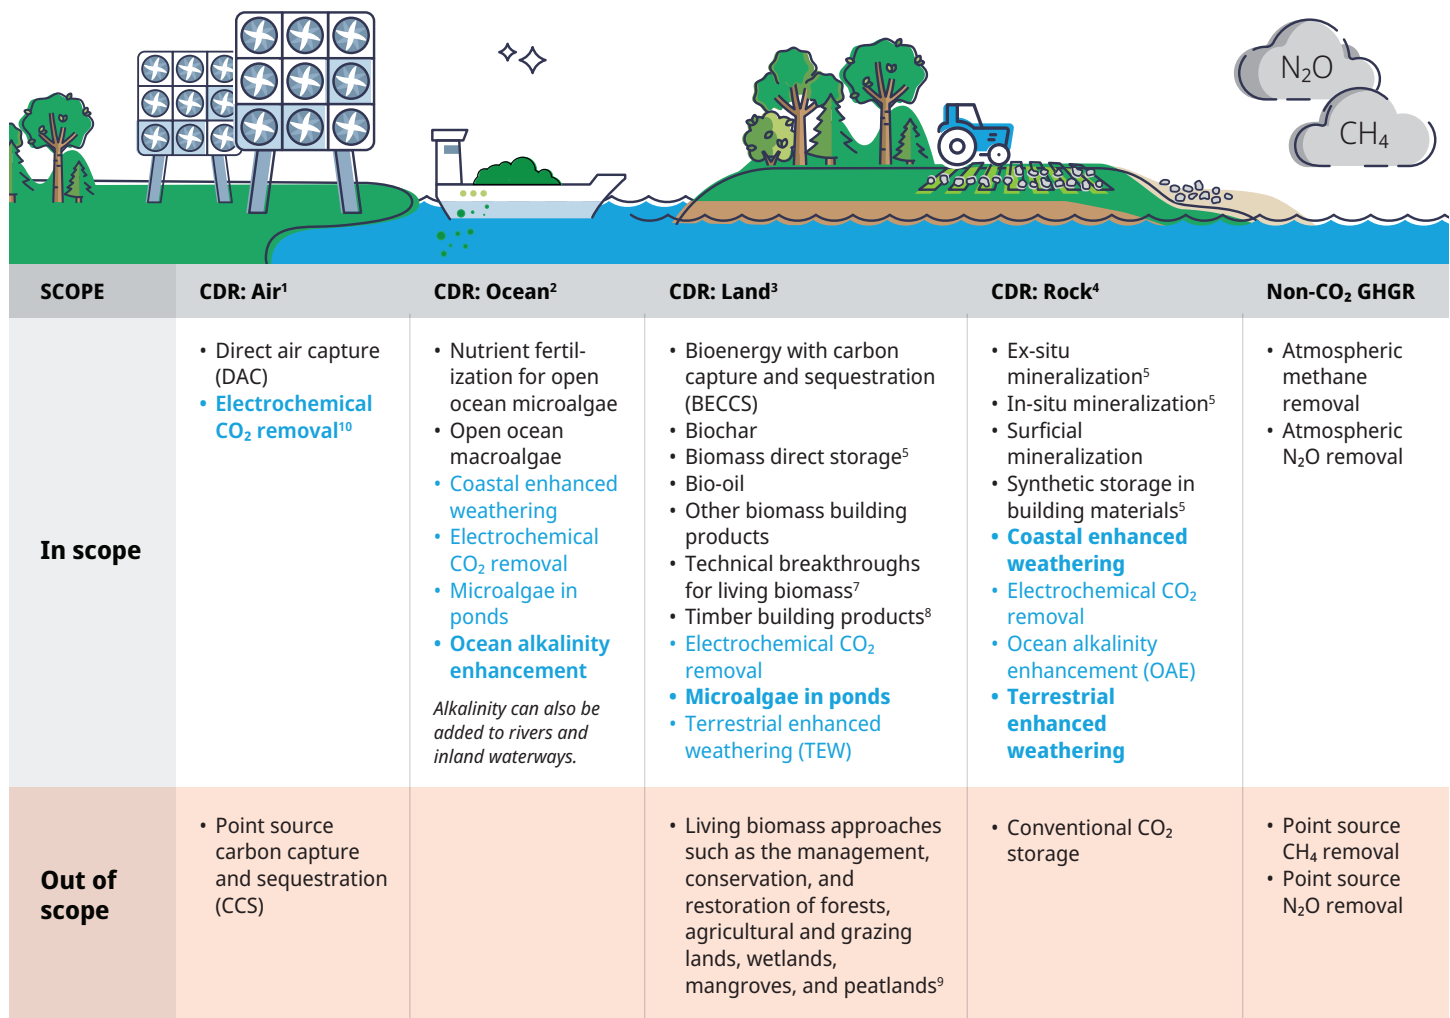 N₂O
CH₄
SCOPE
CDR: Air¹
CDR: Ocean²
CDR: Land³
CDR: Rock⁴
Non-CO₂ GHGR
In scope
• Direct air capture
(DAC)
• Electrochemical
CO₂ removal¹⁰
• Nutrient fertil-
ization for open
ocean microalgae
• Open ocean
macroalgae
• Coastal enhanced
weathering
• Electrochemical
CO₂ removal
• Microalgae in
ponds
• Ocean alkalinity
enhancement
Alkalinity can also be
added to rivers and
inland waterways.
• Bioenergy with carbon
capture and sequestration
(BECCS)
• Biochar
• Biomass direct storage⁵
• Bio-oil
• Other biomass building
products
• Technical breakthroughs
for living biomass⁷
• Timber building products⁸
• Electrochemical CO₂
removal
• Microalgae in ponds
• Terrestrial enhanced
weathering (TEW)
• Ex-situ
mineralization⁵
• In-situ mineralization⁵
• Surficial
mineralization
• Synthetic storage in
building materials⁵
• Coastal enhanced
weathering
• Electrochemical CO₂
removal
• Ocean alkalinity
enhancement (OAE)
• Terrestrial
enhanced
weathering
• Atmospheric
methane
removal
• Atmospheric
N₂O removal
Out of
scope
• Point source
carbon capture
and sequestration
(CCS)
• Living biomass approaches
such as the management,
conservation, and
restoration of forests,
agricultural and grazing
lands, wetlands,
mangroves, and peatlands⁹
• Conventional CO₂
storage
• Point source
CH₄ removal
• Point source
N₂O removal